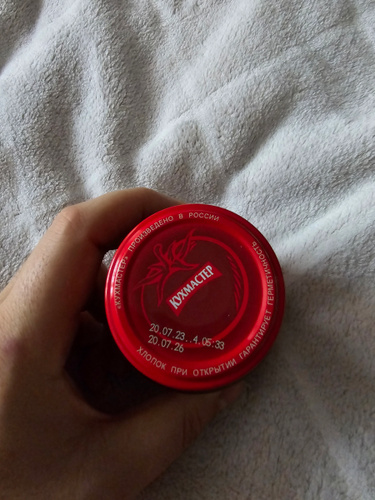 «КУХМАСТЕР» ПРОИЗВЕДЕНО В РОССИИ
КУХМАСТЕР
20.07.23..4.05:33
20.07.26
ХЛОПОК ПРИ ОТКРЫТИИ ГАРАНТИРУЕТ ГЕРМЕТИЧНОСТЬ